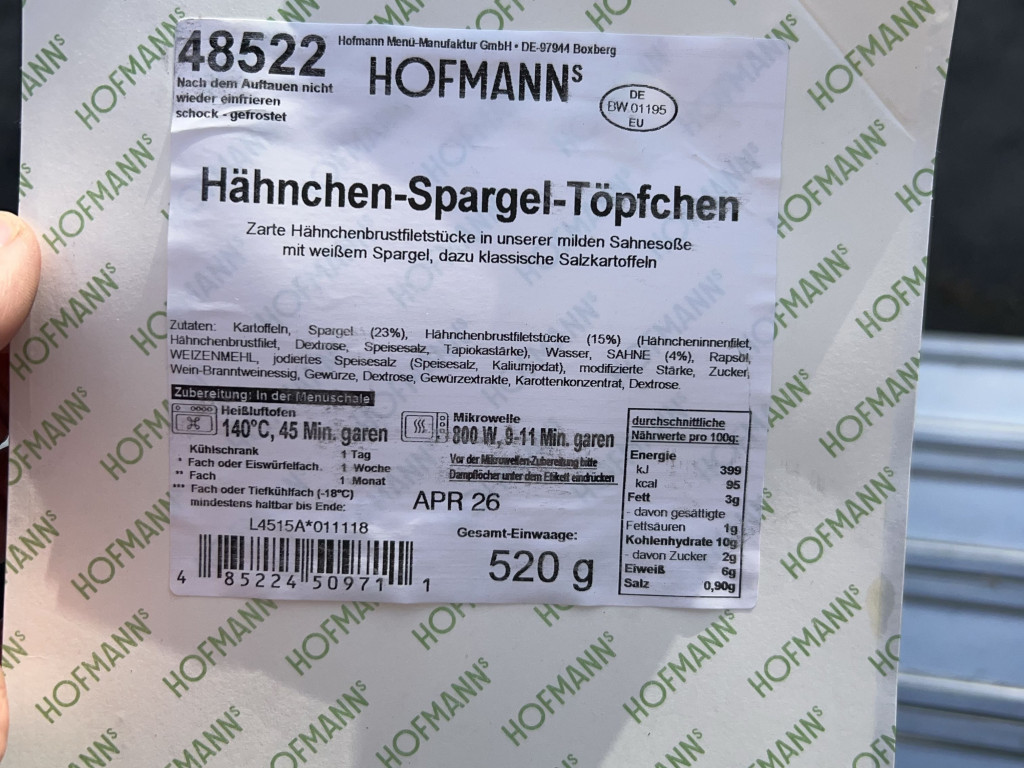 48522
Hofmann Menü-Manufaktur GmbH • DE-97944 Boxberg
HOFMANNS
Nach dem Auftauen nicht
wieder einfrieren
schock - gefrostet
DE
BW 01195
EU
Hähnchen-Spargel-Töpfchen
Zarte Hähnchenbrustfiletstücke in unserer milden Sahnesoße
mit weißem Spargel, dazu klassische Salzkartoffeln
Zutaten: Kartoffeln, Spargel (23%), Hähnchenbrustfiletstücke (15%) (Hähncheninnenfilet,
Hähnchenbrustfilet, Dextrose, Speisesalz, Tapiokastärke), Wasser, SAHNE (4%), Rapsöl,
WEIZENMEHL, jodiertes Speisesalz (Speisesalz, Kaliumjodat), modifizierte Stärke, Zucker,
Wein-Branntweinessig, Gewürze, Dextrose, Gewürzextrakte, Karottenkonzentrat, Dextrose.
Zubereitung: In der Menüschale
Heißluftofen
140°C, 45 Min. garen
Mikrowelle
800 W, 9-11 Min. garen
Vor der Mikrowellen-Zubereitung bitte
Dampflöcher unter dem Etikett eindrücken
Kühlschrank 1 Tag
* Fach oder Eiswürfelfach 1 Woche
** Fach 1 Monat
*** Fach oder Tiefkühlfach (-18°C)
mindestens haltbar bis Ende:
APR 26
L4515A*011118
4 85224 50971 1
Gesamt-Einwaage:
520 g
durchschnittliche
Nährwerte pro 100g:
Energie
kJ 399
kcal 95
Fett 3g
- davon gesättigte
Fettsäuren 1g
Kohlenhydrate 10g
- davon Zucker 2g
Eiweiß 6g
Salz 0,90g